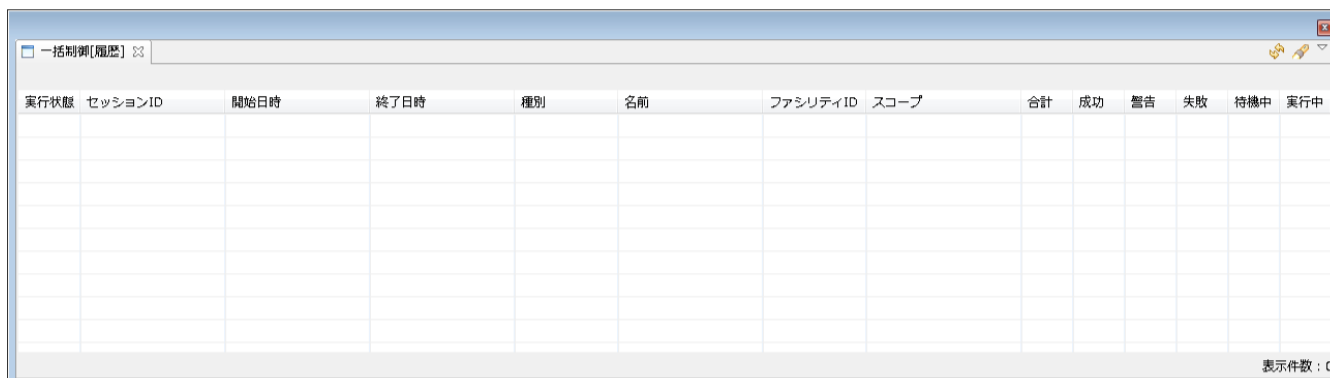 一括制御[履歴]
実行状態 セッションID 開始日時 終了日時 種別 名前 ファシリティID スコープ 合計 成功 警告 失敗 待機中 実行中
表示件数：0